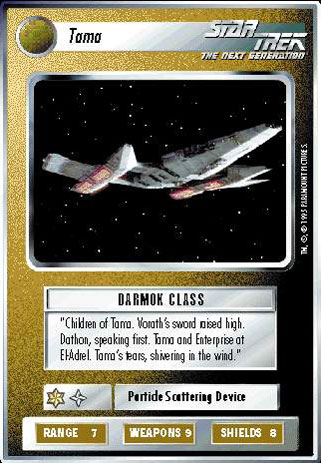 Tama
STAR TREK
THE NEXT GENERATION
TM, ®, © 1995 PARAMOUNT PICTURES.
DARMOK CLASS
"Children of Tama. Vorath's sword raised high.
Dathon, speaking first. Tama and Enterprise at
El-Adrel. Tama's tears, shivering in the wind."
Particle Scattering Device
RANGE 7 WEAPONS 9 SHIELDS 8